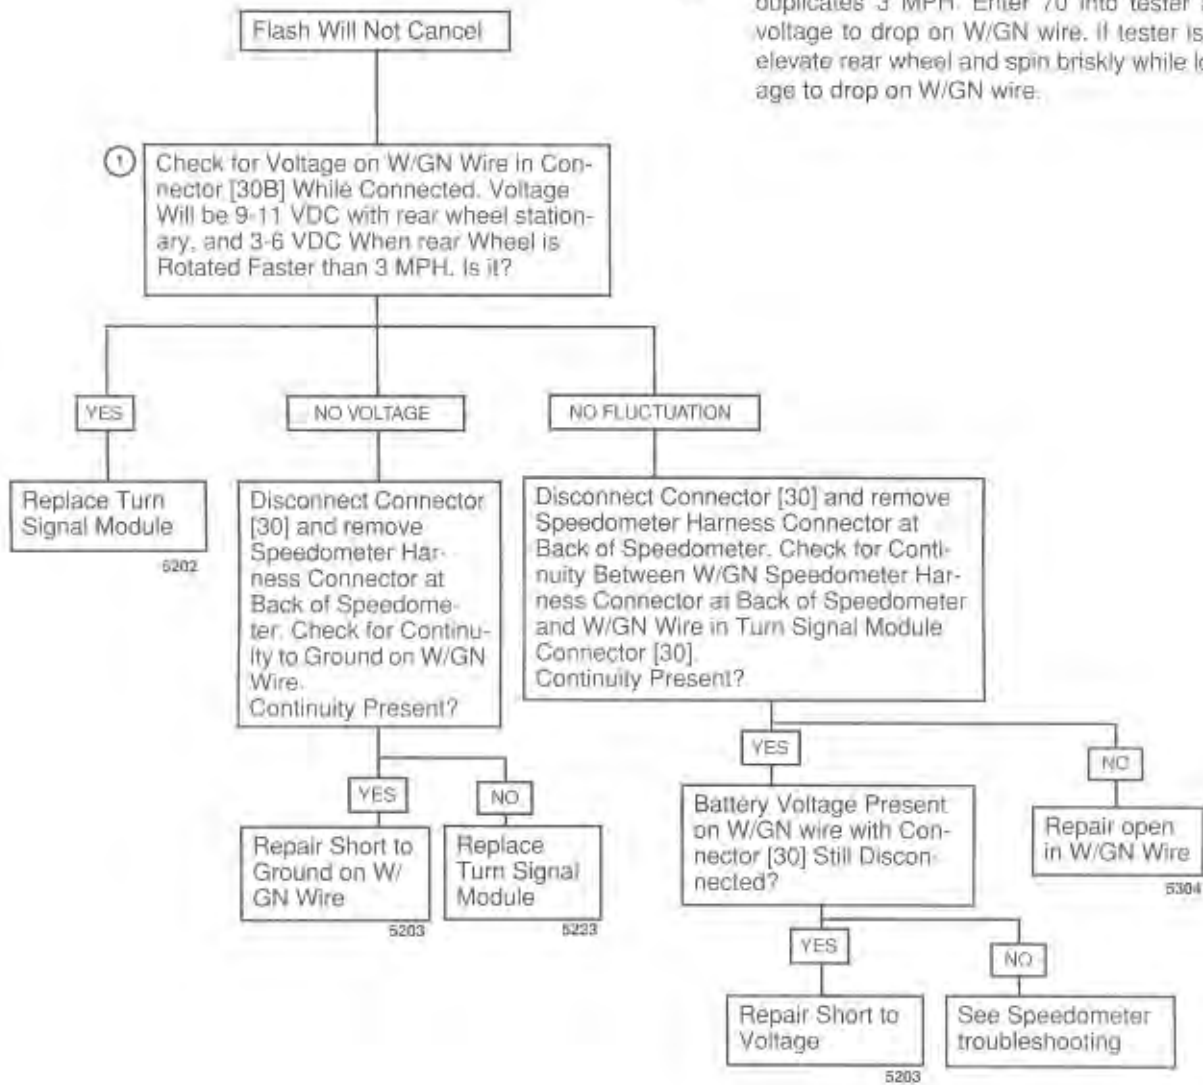 duplicates 3 MPH. Enter 70 into tester
voltage to drop on W/GN wire. If tester is
elevate rear wheel and spin briskly while
age to drop on W/GN wire.
Flash Will Not Cancel
1
Check for Voltage on W/GN Wire in Con-
nector [30B] While Connected. Voltage
Will be 9-11 VDC with rear wheel station-
ary, and 3-6 VDC When rear Wheel is
Rotated Faster than 3 MPH. Is it?
YES
NO VOLTAGE
NO FLUCTUATION
Replace Turn
Signal Module
5202
Disconnect Connector
[30] and remove
Speedometer Har-
ness Connector at
Back of Speedome-
ter. Check for Continu-
ity to Ground on W/GN
Wire.
Continuity Present?
Disconnect Connector [30] and remove
Speedometer Harness Connector at
Back of Speedometer. Check for Conti-
nuity Between W/GN Speedometer Har-
ness Connector at Back of Speedometer
and W/GN Wire in Turn Signal Module
Connector [30].
Continuity Present?
YES
NO
Repair Short to
Ground on W/
GN Wire
5203
Replace
Turn Signal
Module
5223
YES
NO
Battery Voltage Present
on W/GN wire with Con-
nector [30] Still Discon-
nected?
Repair open
in W/GN Wire
5304
YES
NO
Repair Short to
Voltage
5203
See Speedometer
troubleshooting